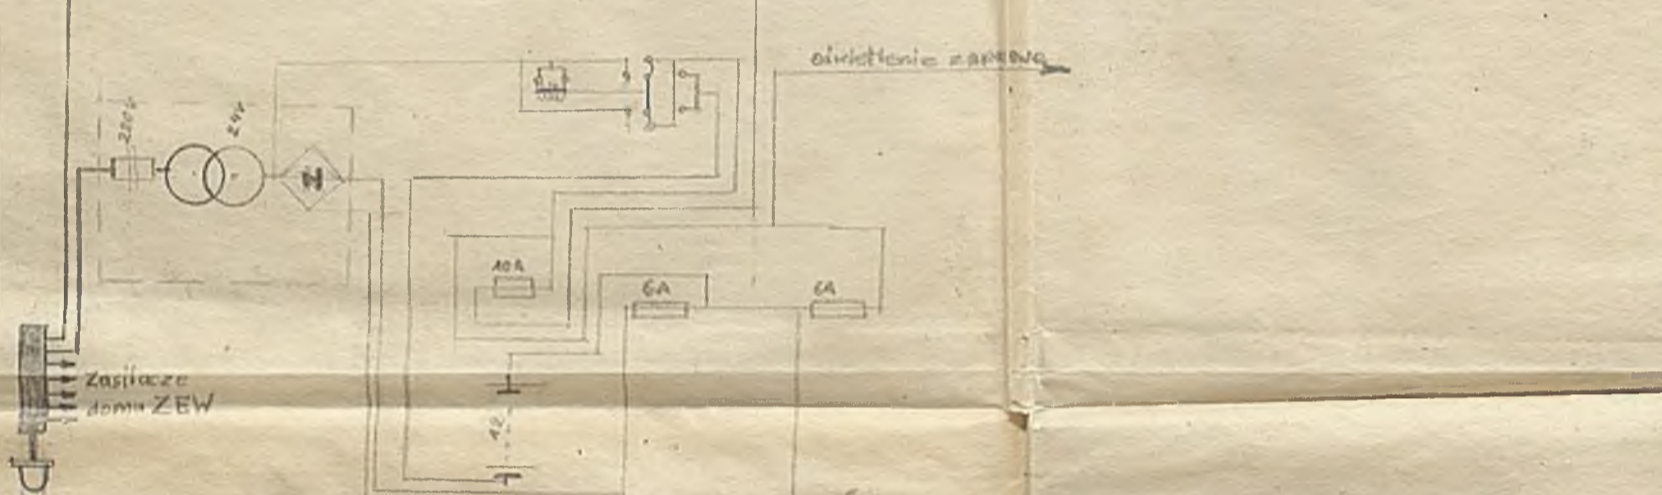 oświetlenie zapasowe
220V
24V
10A
6A
6A
Zasilacze
domu ZEW
12